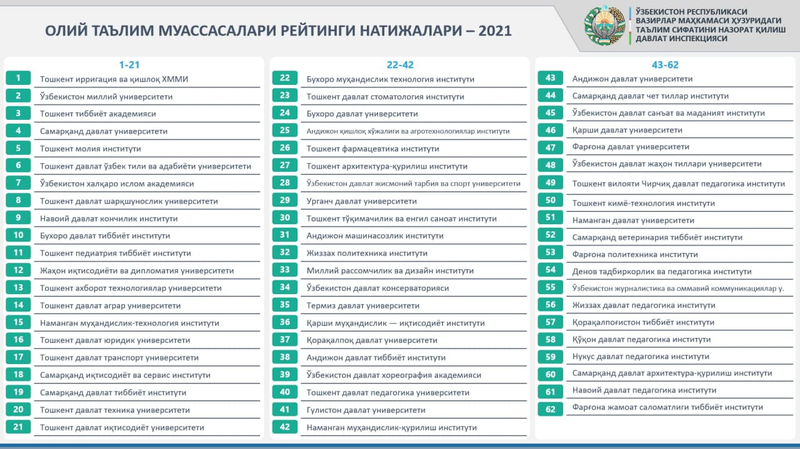 ОЛИЙ ТАЪЛИМ МУАССАСАЛАРИ РЕЙТИНГИ НАТИЖАЛАРИ – 2021
ЎЗБЕКИСТОН РЕСПУБЛИКАСИ
ВАЗИРЛАР МАҲКАМАСИ ҲУЗУРИДАГИ
ТАЪЛИМ СИФАТИНИ НАЗОРАТ ҚИЛИШ
ДАВЛАТ ИНСПЕКЦИЯСИ
1-21
1 Тошкент ирригация ва қишлоқ ХММИ
2 Ўзбекистон миллий университети
3 Тошкент тиббиёт академияси
4 Самарқанд давлат университети
5 Тошкент молия институти
6 Тошкент давлат ўзбек тили ва адабиёти университети
7 Ўзбекистон халқаро ислом академияси
8 Тошкент давлат шарқшунослик университети
9 Навоий давлат кончилик институти
10 Бухоро давлат тиббиёт институти
11 Тошкент педиатрия тиббиёт институти
12 Жаҳон иқтисодиёти ва дипломатия университети
13 Тошкент ахборот технологиялар университети
14 Тошкент давлат аграр университети
15 Наманган муҳандислик-технология институти
16 Тошкент давлат юридик университети
17 Тошкент давлат транспорт университети
18 Самарқанд иқтисодиёт ва сервис институти
19 Самарқанд давлат тиббиёт институти
20 Тошкент давлат техника университети
21 Тошкент давлат иқтисодиёт университети
22-42
22 Бухоро муҳандислик технология институти
23 Тошкент давлат стоматология институти
24 Бухоро давлат университети
25 Андижон қишлоқ хўжалиги ва агротехнологиялар институти
26 Тошкент фармацевтика институти
27 Тошкент архитектура-қурилиш институти
28 Ўзбекистон давлат жисмоний тарбия ва спорт университети
29 Урганч давлат университети
30 Тошкент тўқимачилик ва енгил саноат институти
31 Андижон машинасозлик институти
32 Жиззах политехника институти
33 Миллий рассомчилик ва дизайн институти
34 Ўзбекистон давлат консерваторияси
35 Термиз давлат университети
36 Қарши муҳандислик — иқтисодиёт институти
37 Қорақалпоқ давлат университети
38 Андижон давлат тиббиёт институти
39 Ўзбекистон давлат хореография академияси
40 Тошкент давлат педагогика университети
41 Гулистон давлат университети
42 Наманган муҳандислик-қурилиш институти
43-62
43 Андижон давлат университети
44 Самарқанд давлат чет тиллар институти
45 Ўзбекистон давлат санъат ва маданият институти
46 Қарши давлат университети
47 Фарғона давлат университети
48 Ўзбекистон давлат жаҳон тиллари университети
49 Тошкент вилояти Чирчиқ давлат педагогика институти
50 Тошкент кимё-технология институти
51 Наманган давлат университети
52 Самарқанд ветеринария тиббиёт институти
53 Фарғона политехника институти
54 Денов тадбиркорлик ва педагогика институти
55 Ўзбекистон журналистика ва оммавий коммуникациялар у.
56 Жиззах давлат педагогика институти
57 Қорақалпоғистон тиббиёт институти
58 Қўқон давлат педагогика институти
59 Нукус давлат педагогика институти
60 Самарқанд давлат архитектура-қурилиш институти
61 Навоий давлат педагогика институти
62 Фарғона жамоат саломатлиги тиббиёт институти